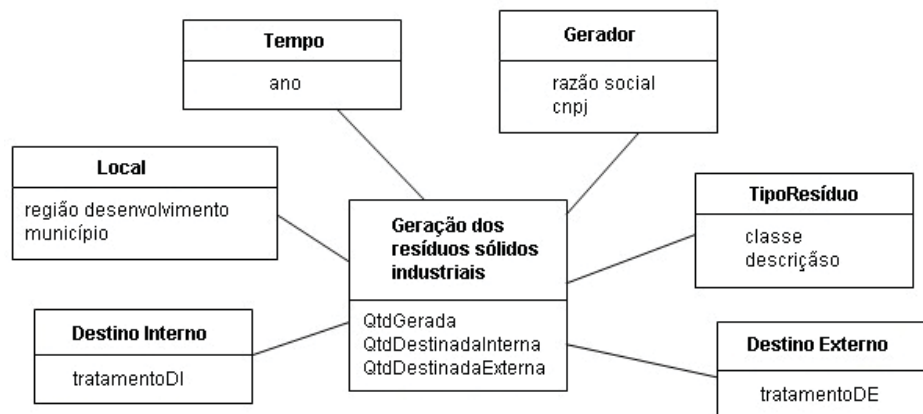 Tempo
ano
Gerador
razão social
cnpj
Local
região desenvolvimento
município
Geração dos
resíduos sólidos
industriais
QtdGerada
QtdDestinadaInterna
QtdDestinadaExterna
TipoResíduo
classe
descriçãso
Destino Interno
tratamentoDI
Destino Externo
tratamentoDE